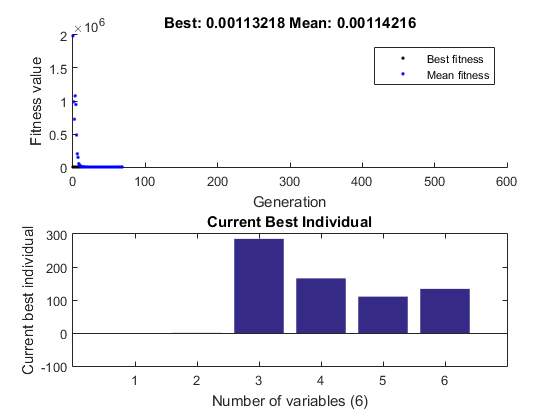 Best: 0.00113218 Mean: 0.00114216
×10^6
2
1.5
1
0.5
0
Fitness value
Best fitness
Mean fitness
0 100 200 300 400 500 600
Generation
Current Best Individual
300
200
100
0
-100
Current best individual
1 2 3 4 5 6
Number of variables (6)